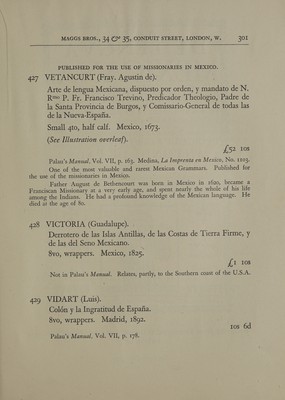 MAGGS BROS., 34 & 35, CONDUIT STREET, LONDON, W. 301
PUBLISHED FOR THE USE OF MISSIONARIES IN MEXICO.
427 VETANCURT (Fray. Agustin de).
Arte de lengua Mexicana, dispuesto por orden, y mandato de N.
Rmo P. Fr. Francisco Trevino, Predicador Theologio, Padre de
la Santa Provincia de Burgos, y Comissario-General de todas las
de la Nueva-España.
Small 4to, half calf. Mexico, 1673.
(See Illustration overleaf).
£52 10s
Palau's Manual. Vol. VII, p. 163. Medina, La Imprenta en Mexico, No. 1103.
One of the most valuable and rarest Mexican Grammars. Published for
the use of the missionaries in Mexico.
Father August de Bethencourt was born in Mexico in 1620, became a
Franciscan Missionary at a very early age, and spent nearly the whole of his life
among the Indians. He had a profound knowledge of the Mexican language. He
died at the age of 80.
428 VICTORIA (Guadalupe).
Derrotero de las Islas Antillas, de las Costas de Tierra Firme, y
de las del Seno Mexicano.
8vo, wrappers. Mexico, 1825.
£1 10s
Not in Palau's Manual. Relates, partly, to the Southern coast of the U.S.A.
429 VIDART (Luis).
Colón y la Ingratitud de España.
8vo, wrappers. Madrid, 1892.
10s 6d
Palau's Manual. Vol. VII, p. 178.